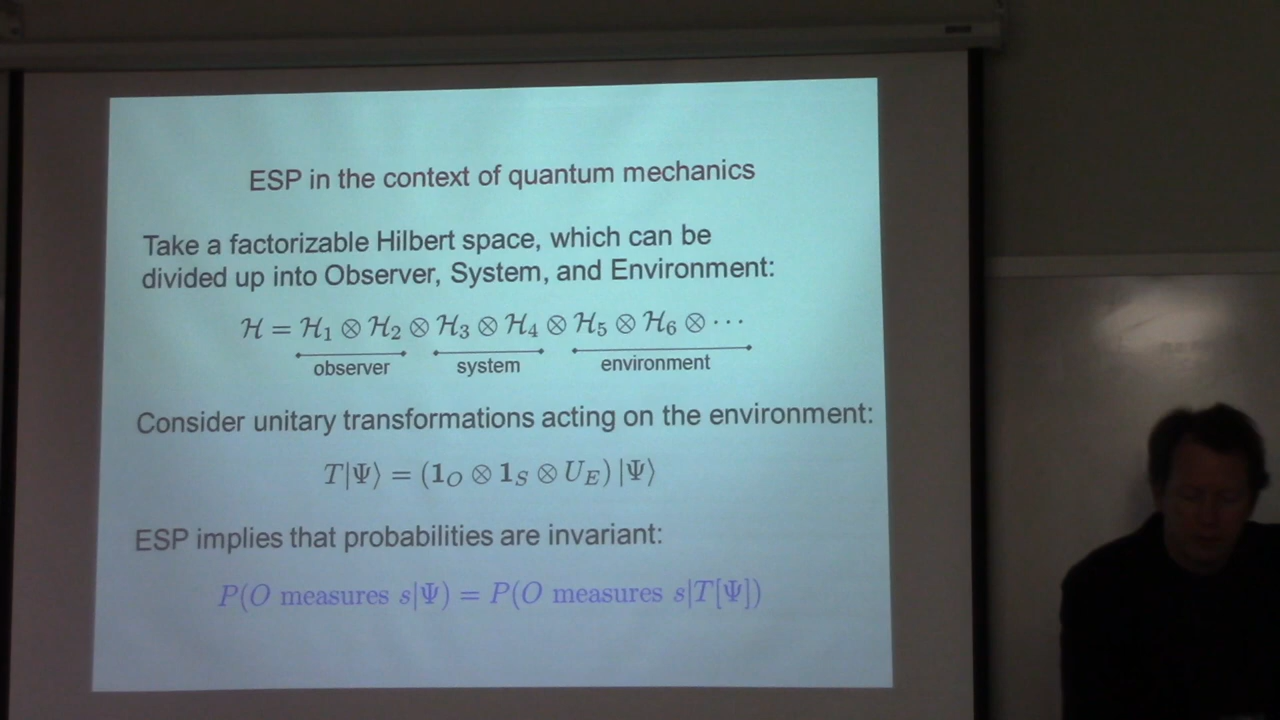 ESP in the context of quantum mechanics
Take a factorizable Hilbert space, which can be
divided up into Observer, System, and Environment:
ℋ = ℋ₁ ⊗ ℋ₂ ⊗ ℋ₃ ⊗ ℋ₄ ⊗ ℋ₅ ⊗ ℋ₆ ⊗ ⋯
observer system environment
Consider unitary transformations acting on the environment:
T|Ψ⟩ = (𝟏_O ⊗ 𝟏_S ⊗ U_E) |Ψ⟩
ESP implies that probabilities are invariant:
P(O measures s|Ψ) = P(O measures s|T[Ψ])